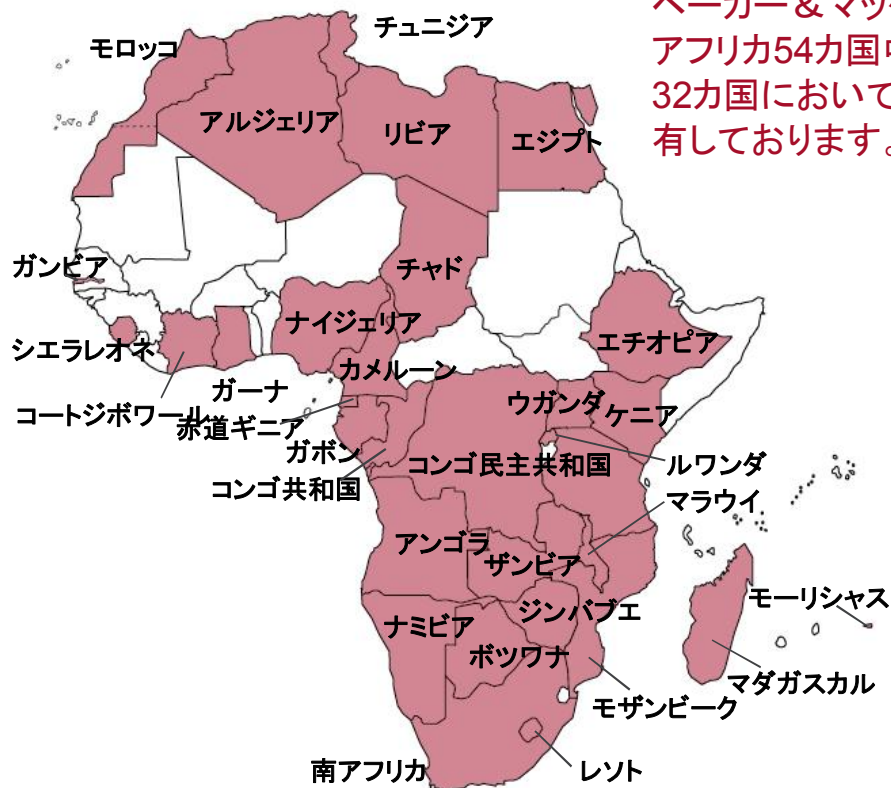 ベーカー＆マッ
アフリカ54カ国
32カ国において
有しております。
チュニジア
モロッコ
アルジェリア
リビア
エジプト
ガンビア
チャド
ナイジェリア
エチオピア
シエラレオネ
カメルーン
ガーナ
ウガンダ
ケニア
コートジボワール
赤道ギニア
ガボン
コンゴ民主共和国
ルワンダ
コンゴ共和国
マラウイ
アンゴラ
ザンビア
モーリシャス
ジンバブエ
ナミビア
ボツワナ
マダガスカル
モザンビーク
南アフリカ
レソト